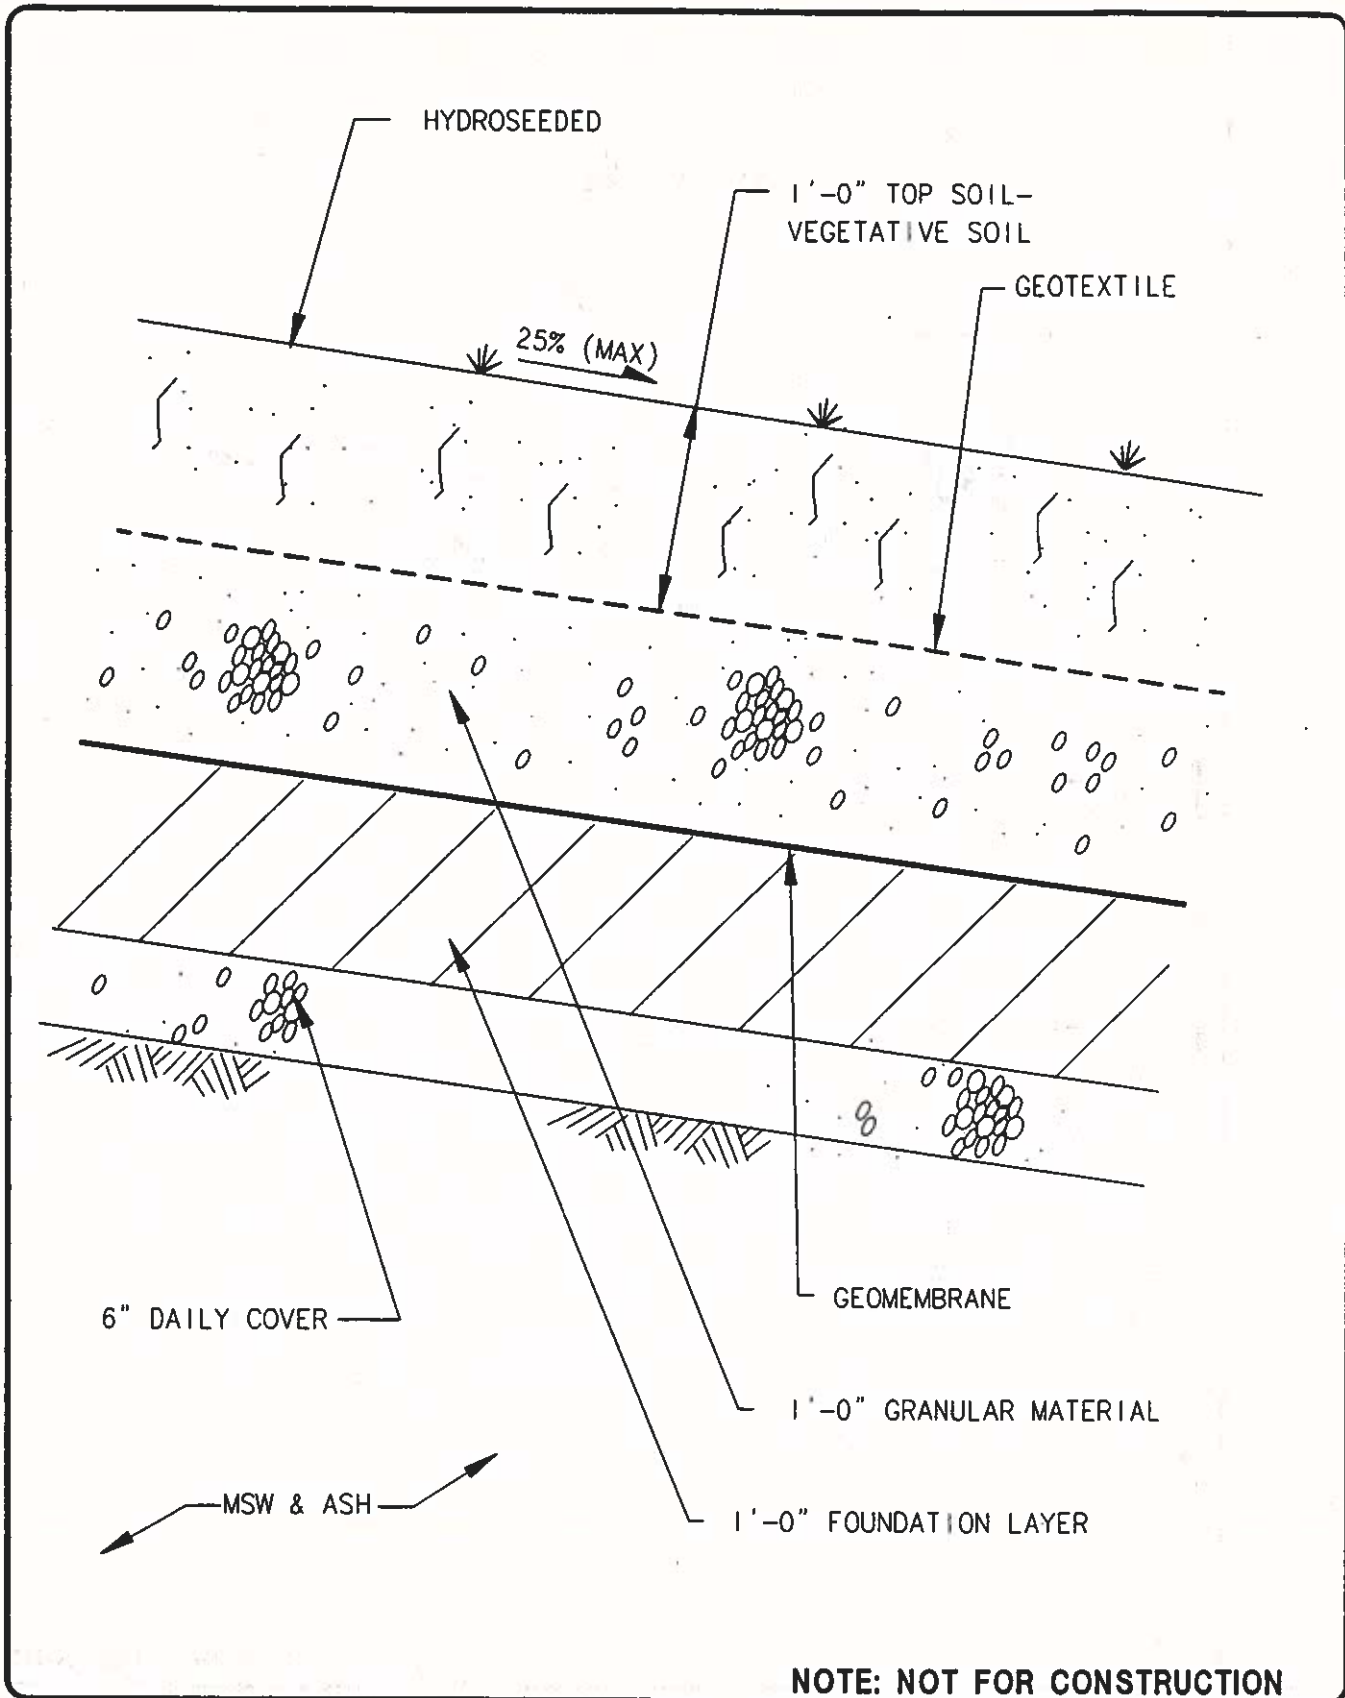 HYDROSEEDED
1'-0" TOP SOIL-
VEGETATIVE SOIL
GEOTEXTILE
25% (MAX)
6" DAILY COVER
GEOMEMBRANE
1'-0" GRANULAR MATERIAL
MSW & ASH
1'-0" FOUNDATION LAYER
NOTE: NOT FOR CONSTRUCTION